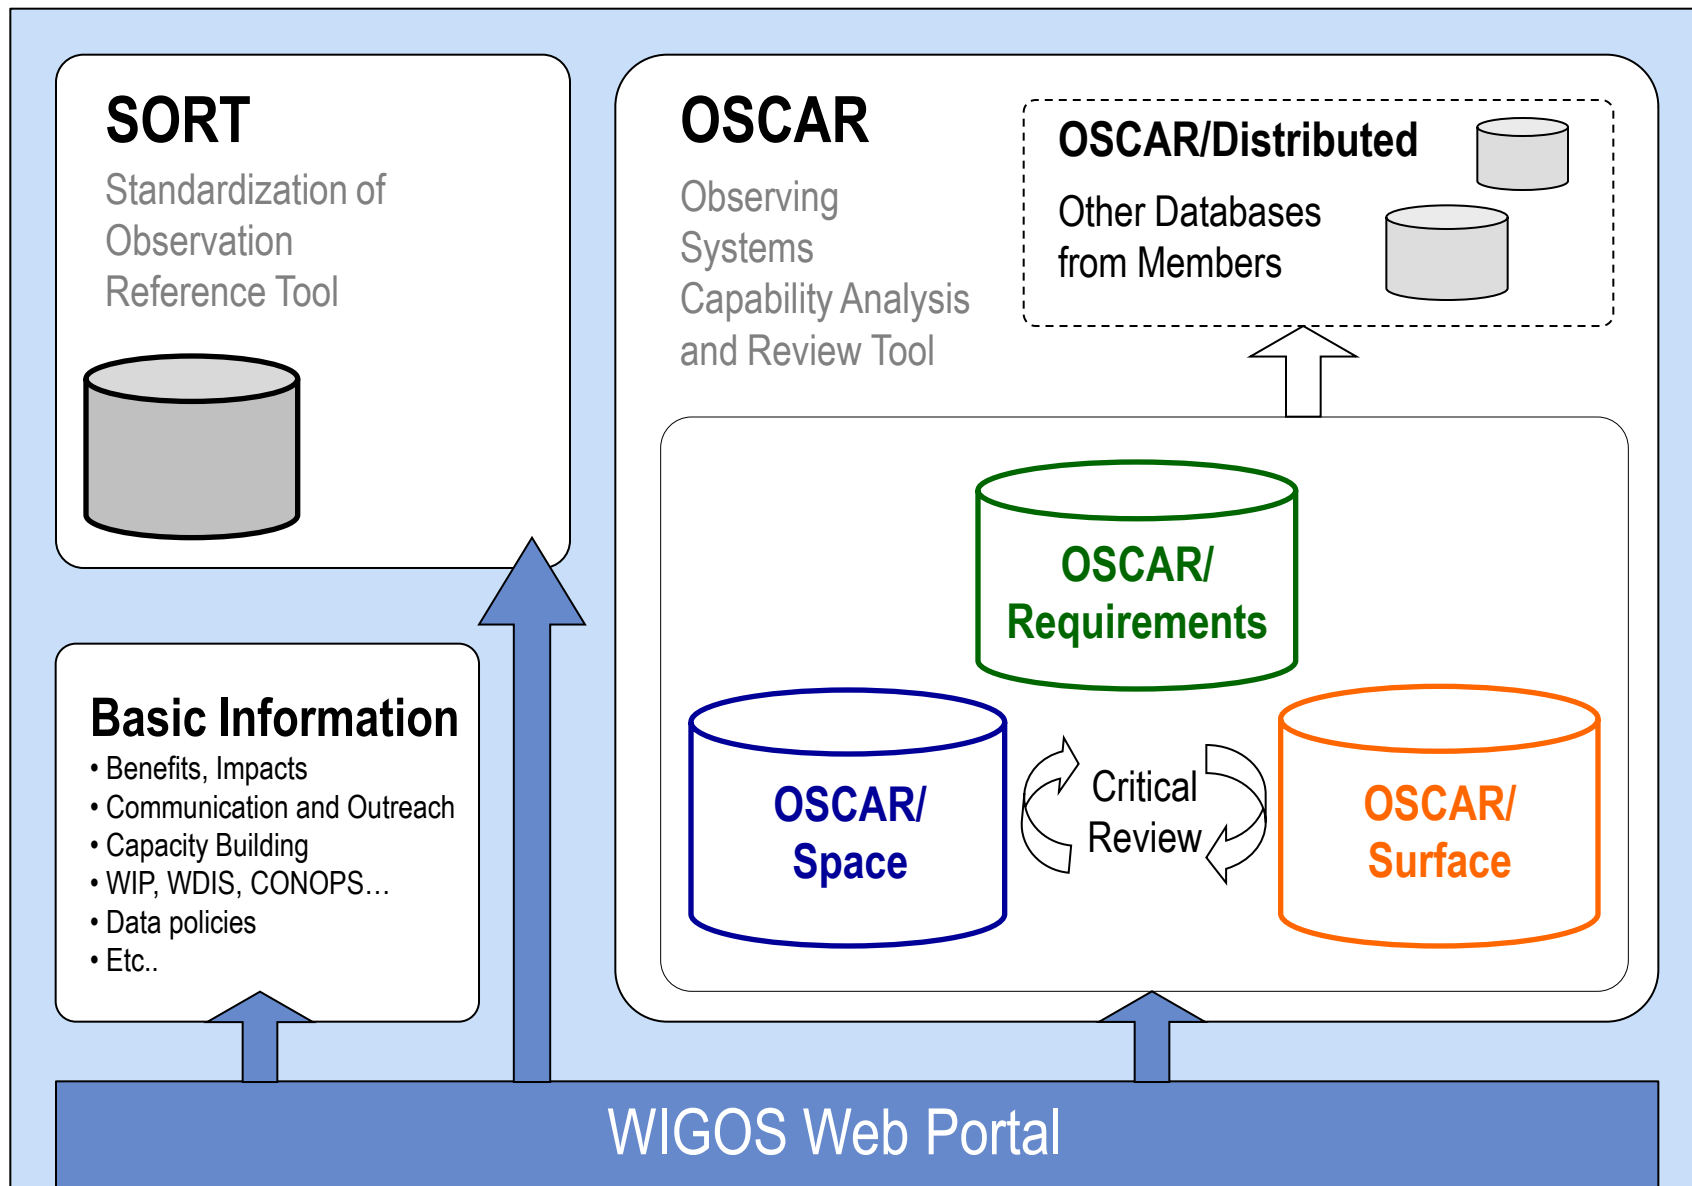 SORT
Standardization of
Observation
Reference Tool
OSCAR
Observing
Systems
Capability Analysis
and Review Tool
OSCAR/Distributed
Other Databases
from Members
OSCAR/
Requirements
OSCAR/
Space
Critical
Review
OSCAR/
Surface
Basic Information
• Benefits, Impacts
• Communication and Outreach
• Capacity Building
• WIP, WDIS, CONOPS…
• Data policies
• Etc..
WIGOS Web Portal